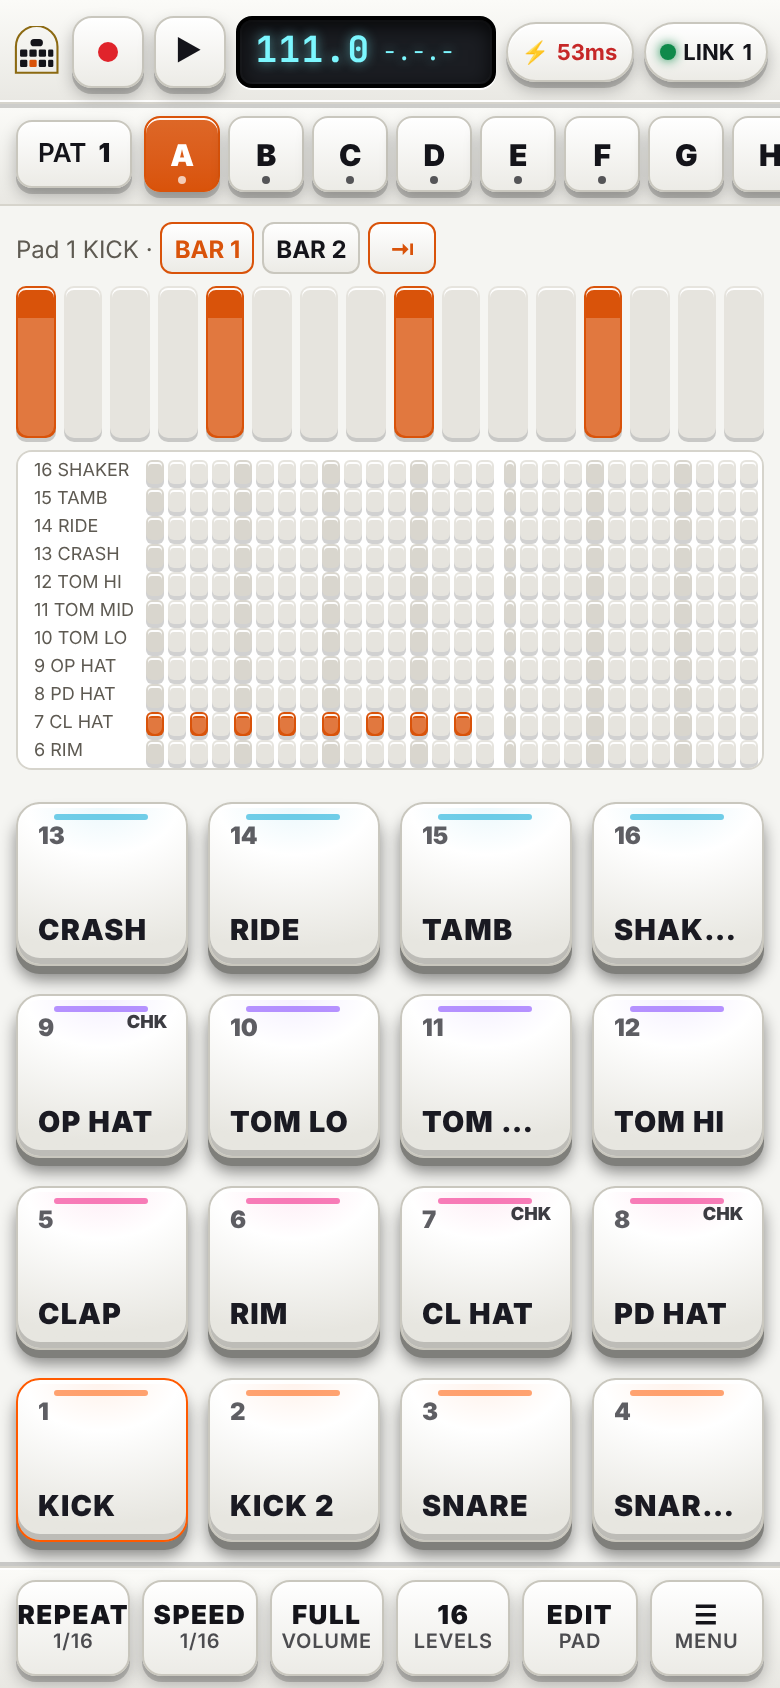 111.0 -.-.- ⚡ 53ms LINK 1
PAT 1 A B C D E F G H
Pad 1 KICK · BAR 1 BAR 2 ⇥
16 SHAKER
15 TAMB
14 RIDE
13 CRASH
12 TOM HI
11 TOM MID
10 TOM LO
9 OP HAT
8 PD HAT
7 CL HAT
6 RIM
13 14 15 16
CRASH RIDE TAMB SHAK...
9 CHK 10 11 12
OP HAT TOM LO TOM ... TOM HI
5 6 7 CHK 8 CHK
CLAP RIM CL HAT PD HAT
1 2 3 4
KICK KICK 2 SNARE SNAR...
REPEAT SPEED FULL 16 EDIT ☰
1/16 1/16 VOLUME LEVELS PAD MENU